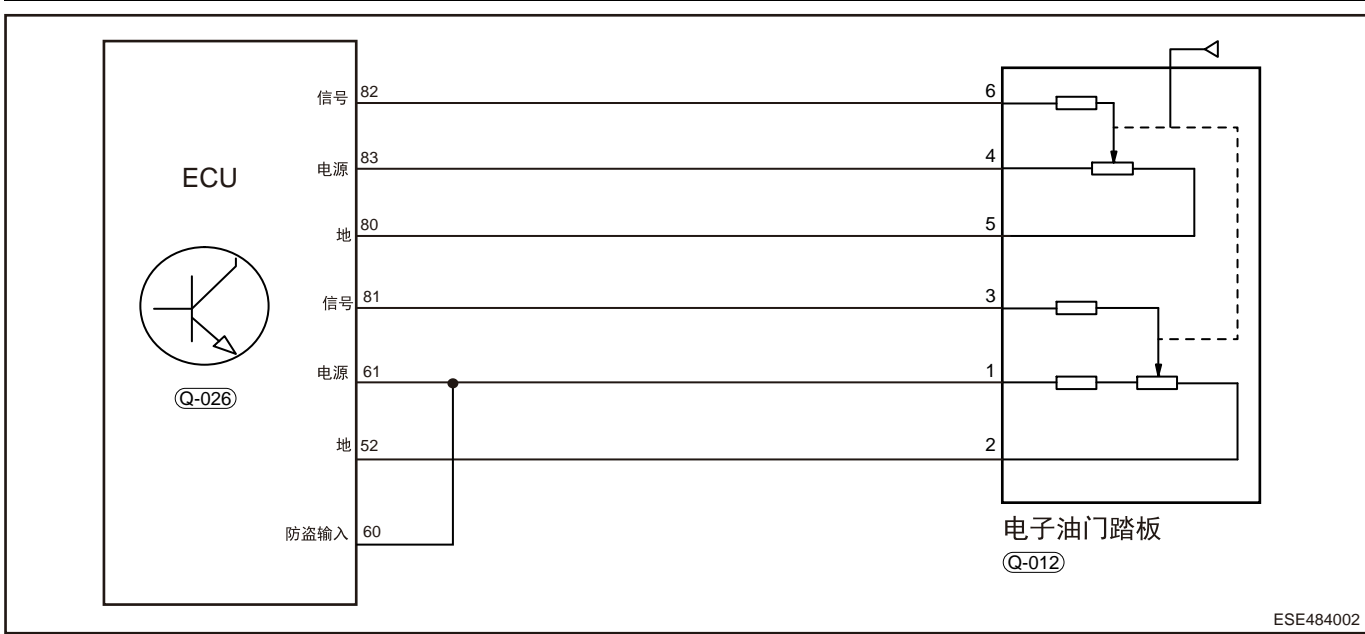 信号 82 6
电源 83 4
ECU
地 80 5
信号 81 3
电源 61 1
Q-026
地 52 2
防盗输入 60
电子油门踏板
Q-012
ESE484002